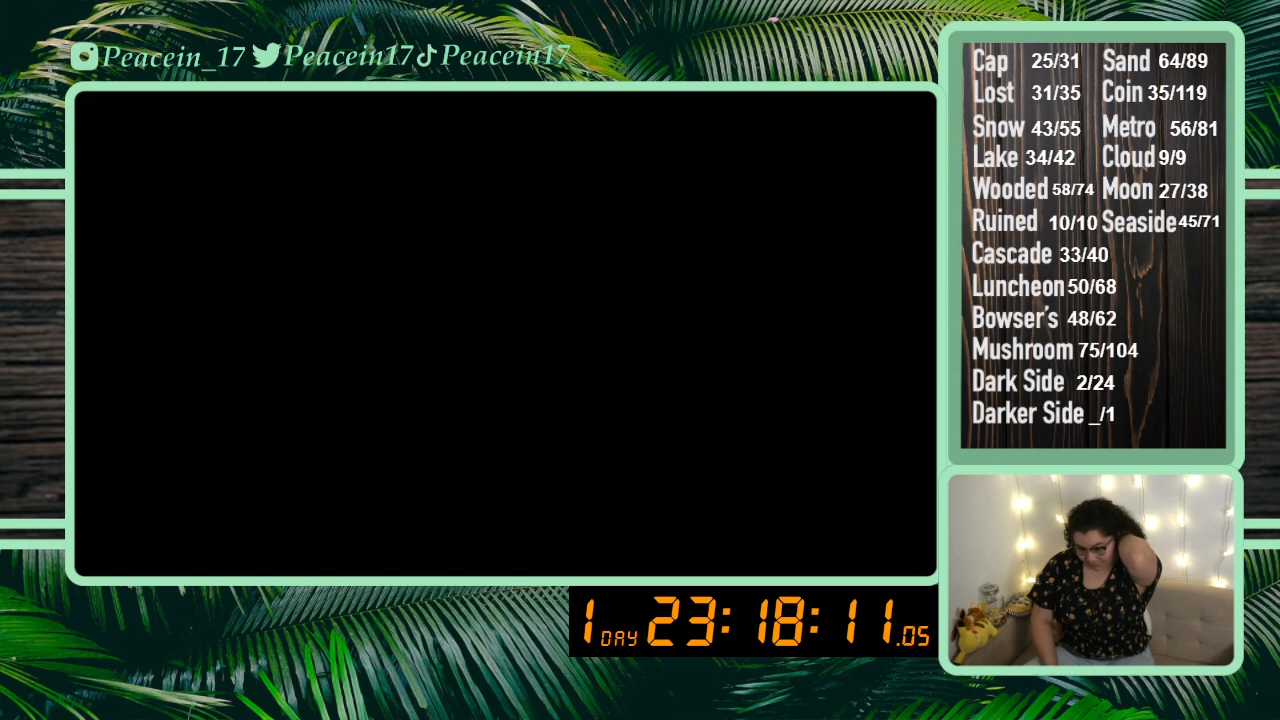 Peacein_17 Peacein17 Peacein17
Cap 25/31 Sand 64/89
Lost 31/35 Coin 35/119
Snow 43/55 Metro 56/81
Lake 34/42 Cloud 9/9
Wooded 58/74 Moon 27/38
Ruined 10/10 Seaside 45/71
Cascade 33/40
Luncheon 50/68
Bowser's 48/62
Mushroom 75/104
Dark Side 2/24
Darker Side _/1
1 DAY 23:18:11.05